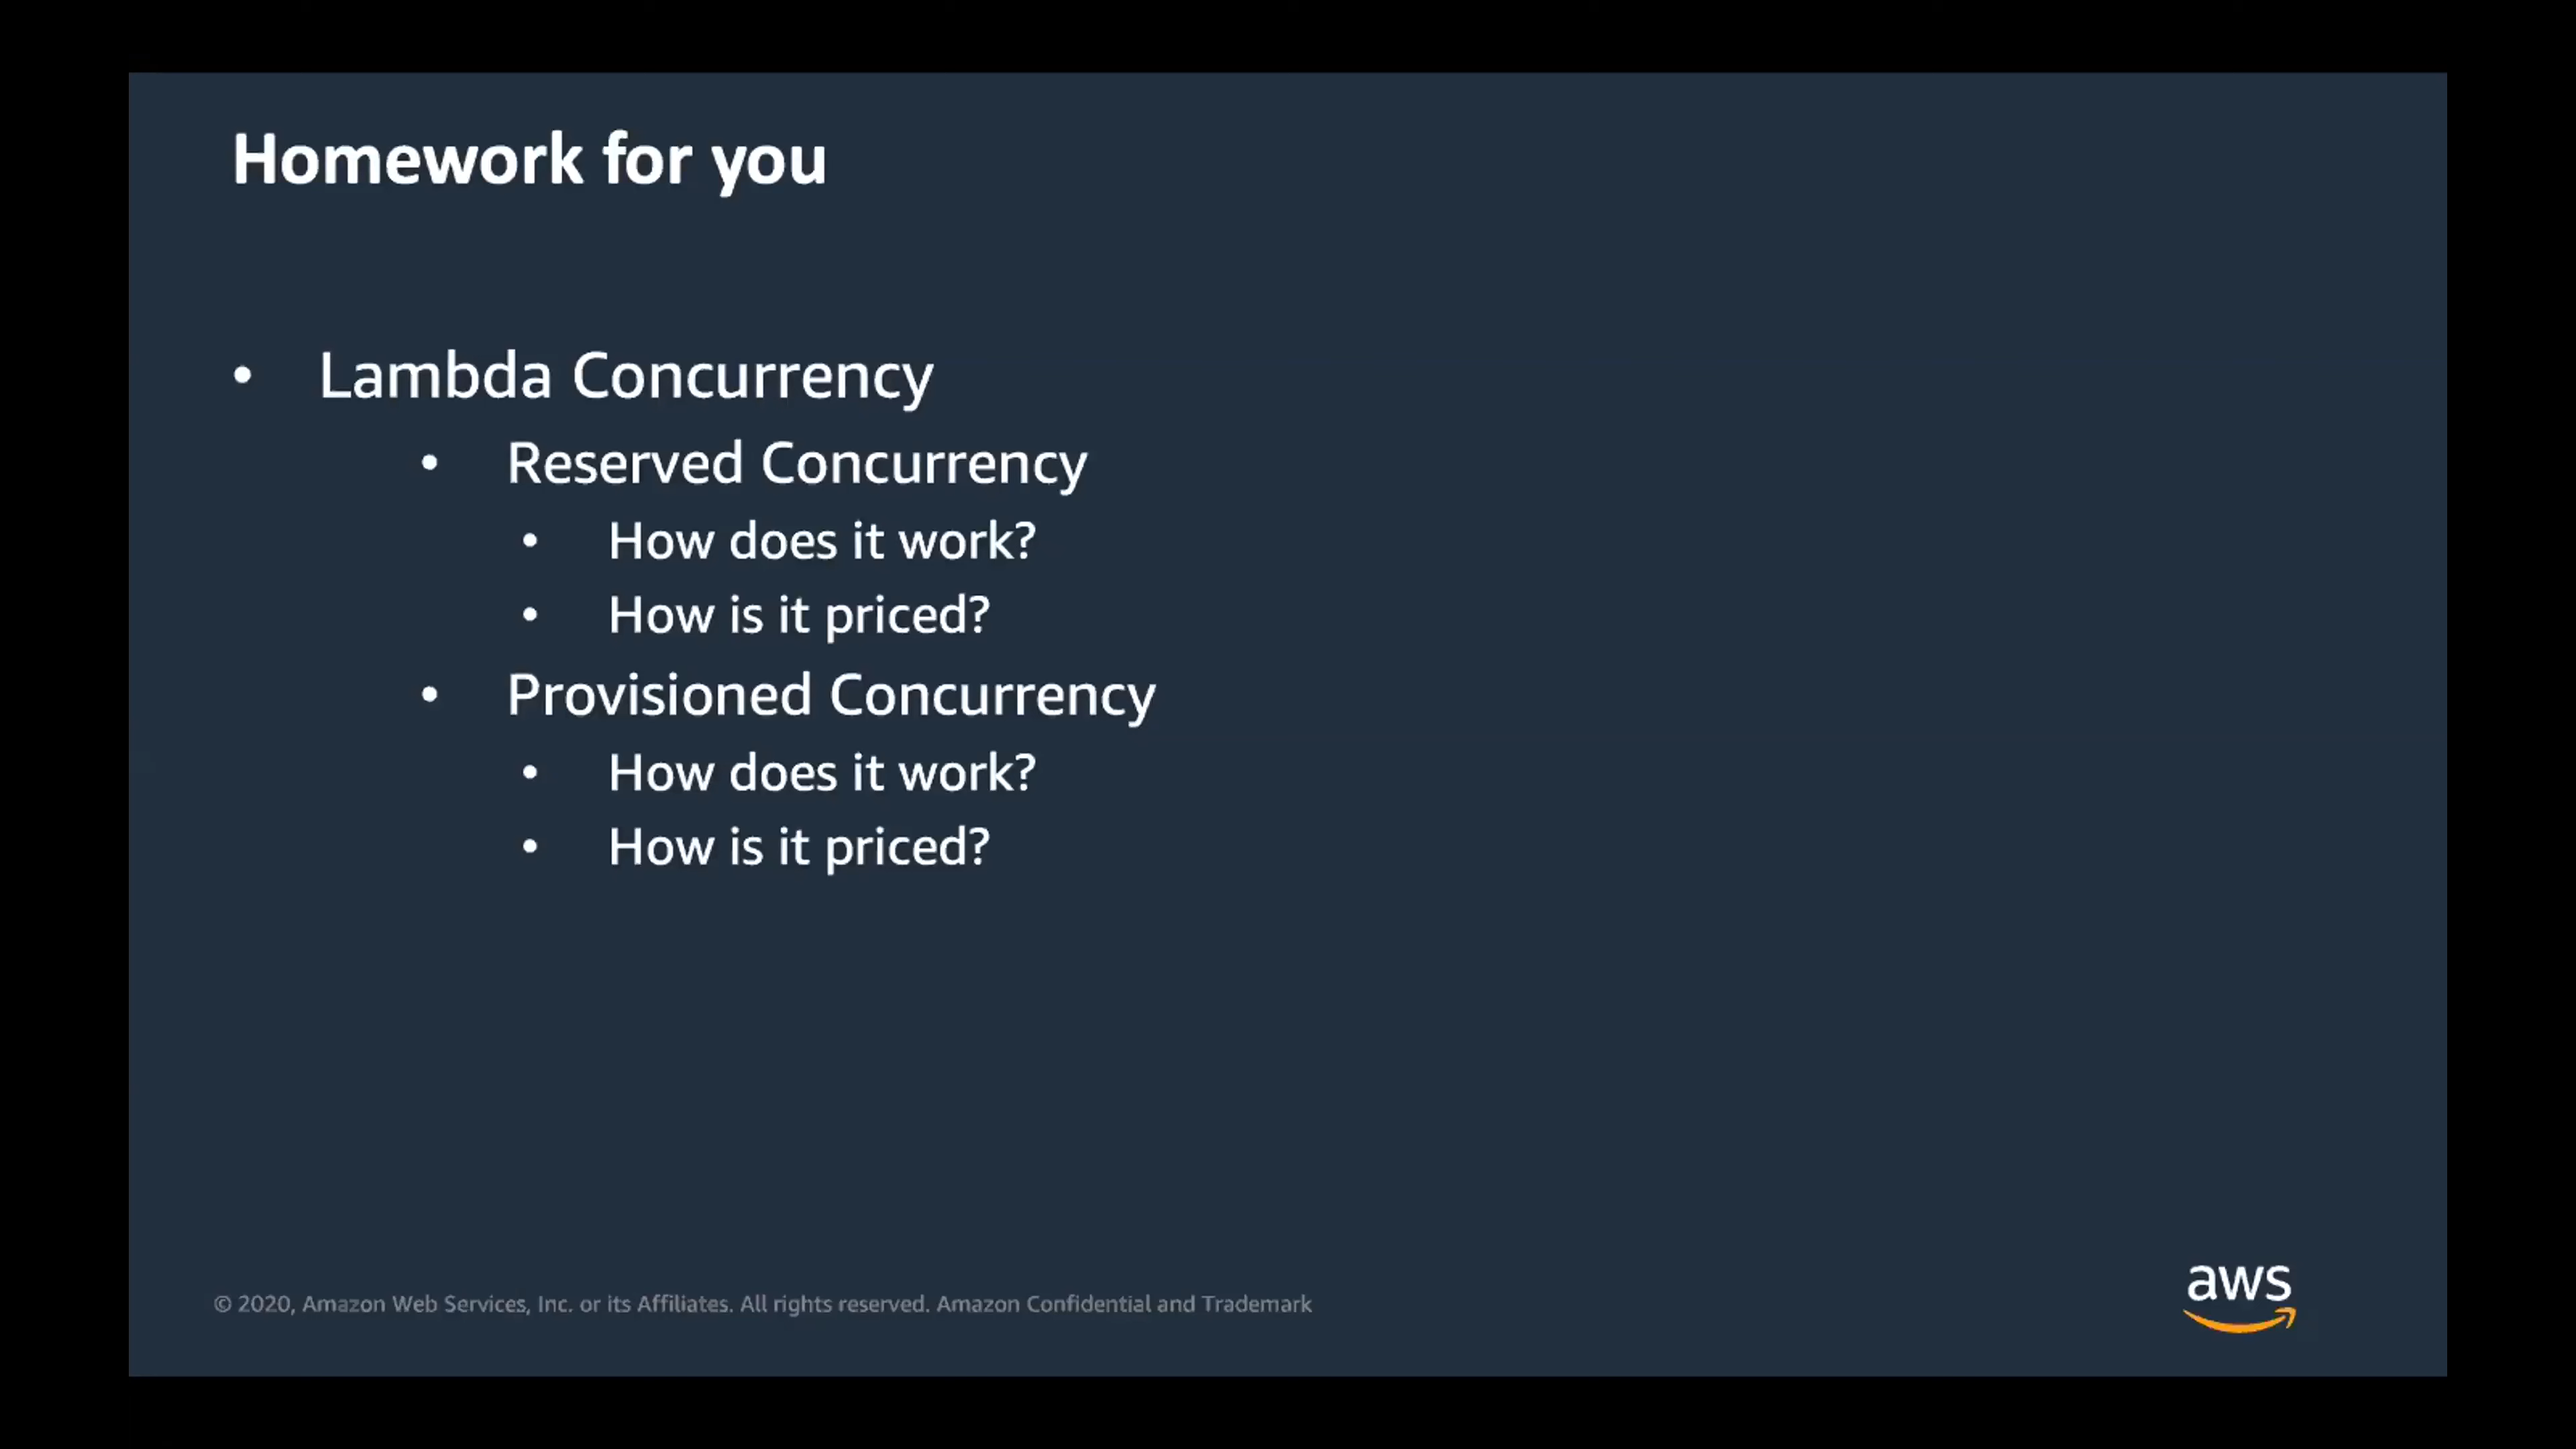 Homework for you
• Lambda Concurrency
• Reserved Concurrency
• How does it work?
• How is it priced?
• Provisioned Concurrency
• How does it work?
• How is it priced?
© 2020, Amazon Web Services, Inc. or its Affiliates. All rights reserved. Amazon Confidential and Trademark
aws